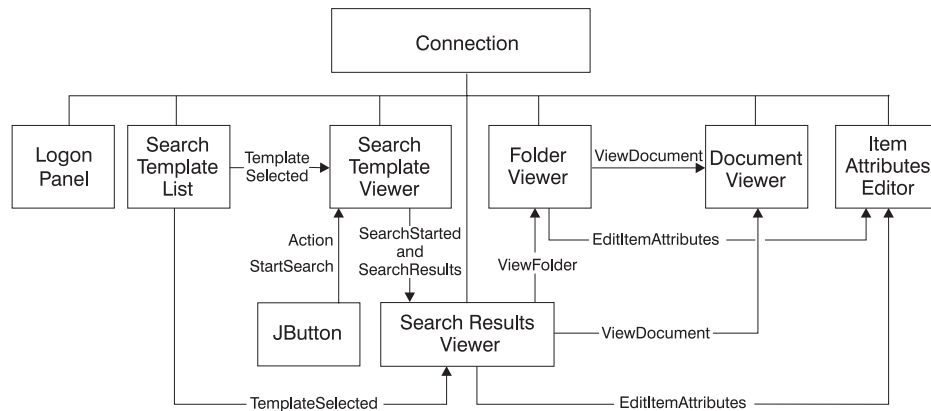 Connection
Logon
Panel
Search
Template
List
Template
Selected
Search
Template
Viewer
Folder
Viewer
ViewDocument
Document
Viewer
Item
Attributes
Editor
Action
StartSearch
SearchStarted
and
SearchResults
ViewFolder
EditItemAttributes
JButton
Search Results
Viewer
ViewDocument
TemplateSelected
EditItemAttributes